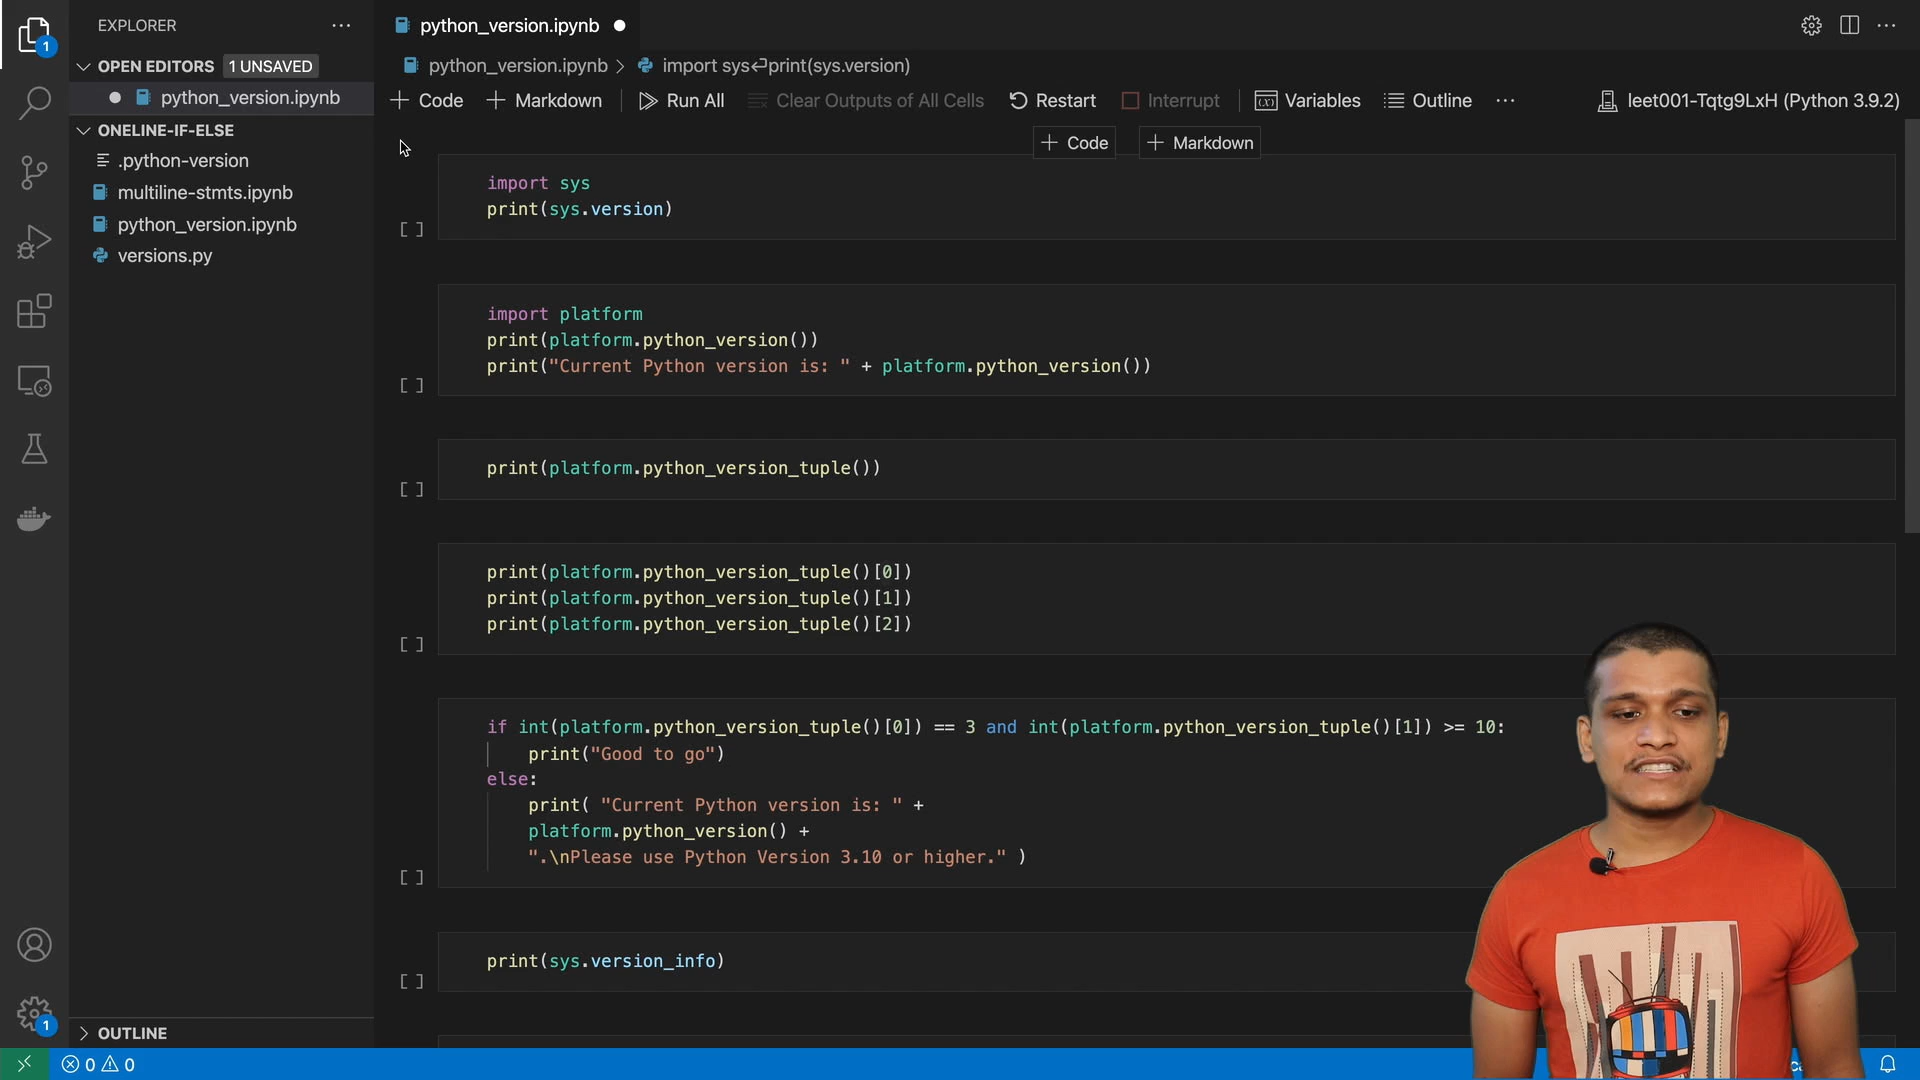 EXPLORER
OPEN EDITORS 1 UNSAVED
python_version.ipynb
ONELINE-IF-ELSE
.python-version
multiline-stmts.ipynb
python_version.ipynb
versions.py
OUTLINE
1
1
python_version.ipynb
python_version.ipynb > import sys↵print(sys.version)
+ Code + Markdown Run All Clear Outputs of All Cells Restart Interrupt Variables Outline ··· leet001-Tqtg9LxH (Python 3.9.2)
+ Code + Markdown
import sys
print(sys.version)
[ ]
import platform
print(platform.python_version())
print("Current Python version is: " + platform.python_version())
[ ]
print(platform.python_version_tuple())
[ ]
print(platform.python_version_tuple()[0])
print(platform.python_version_tuple()[1])
print(platform.python_version_tuple()[2])
[ ]
if int(platform.python_version_tuple()[0]) == 3 and int(platform.python_version_tuple()[1]) >= 10:
print("Good to go")
else:
print( "Current Python version is: " +
platform.python_version() +
".\nPlease use Python Version 3.10 or higher." )
[ ]
print(sys.version_info)
[ ]
0 0